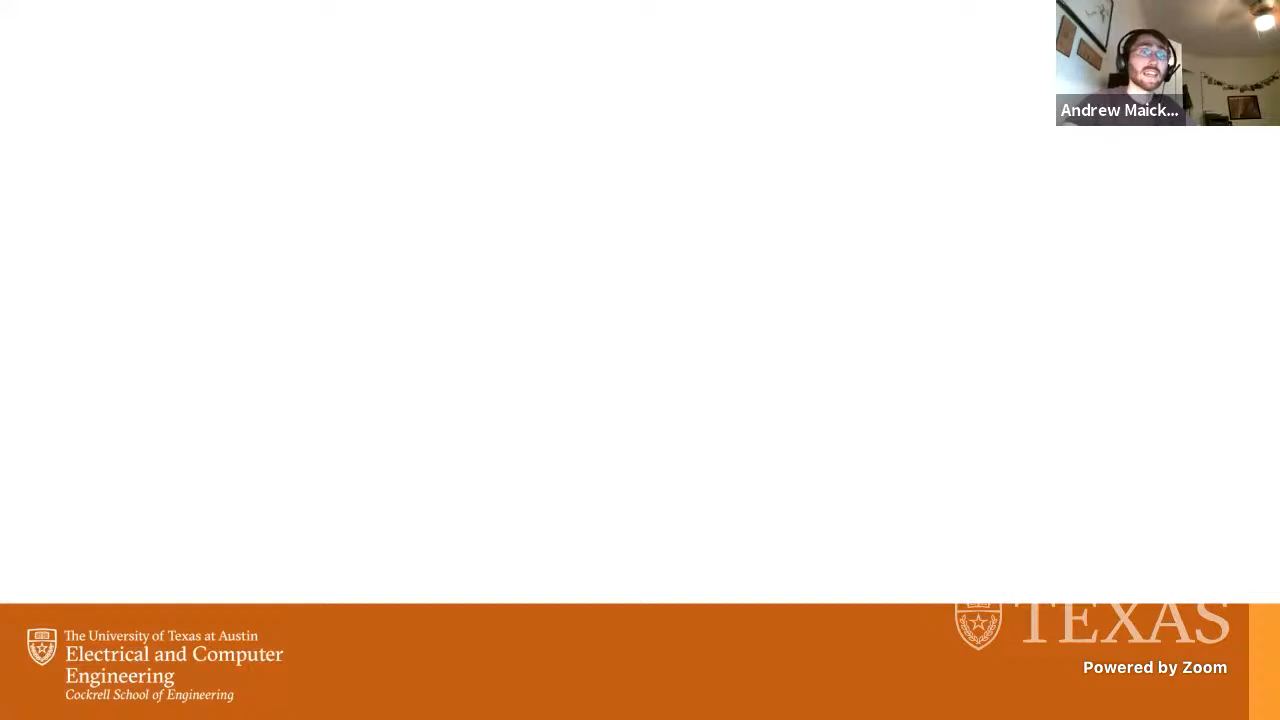 Andrew Maick...
The University of Texas at Austin
Electrical and Computer
Engineering
Cockrell School of Engineering
TEXAS
Powered by Zoom